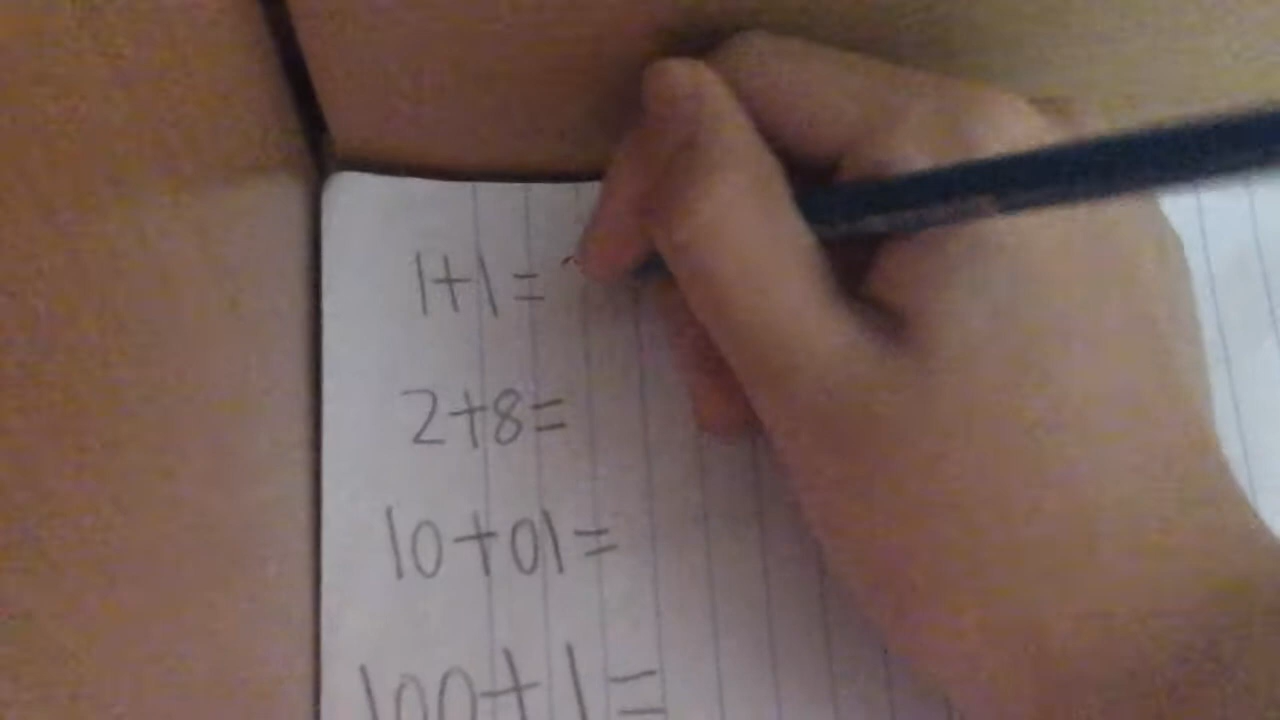 1+1=
2+8=
10+01=
100+1=